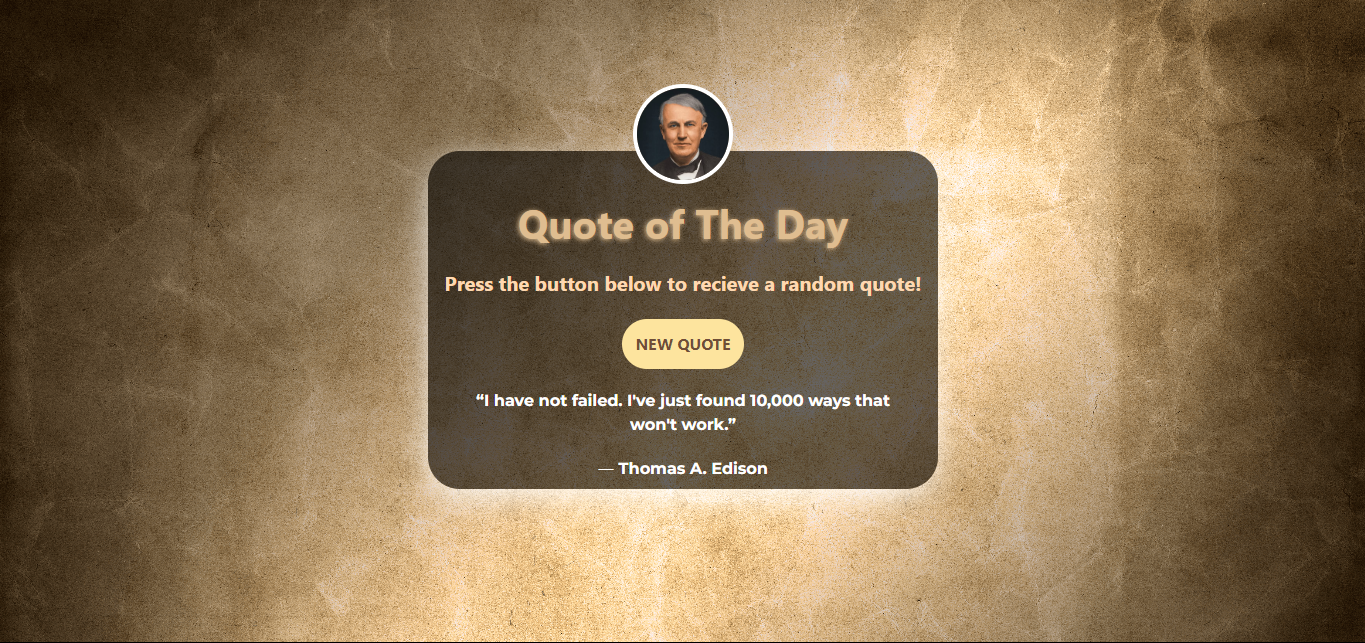 Quote of The Day
Press the button below to recieve a random quote!
NEW QUOTE
“I have not failed. I've just found 10,000 ways that
won't work.”
— Thomas A. Edison